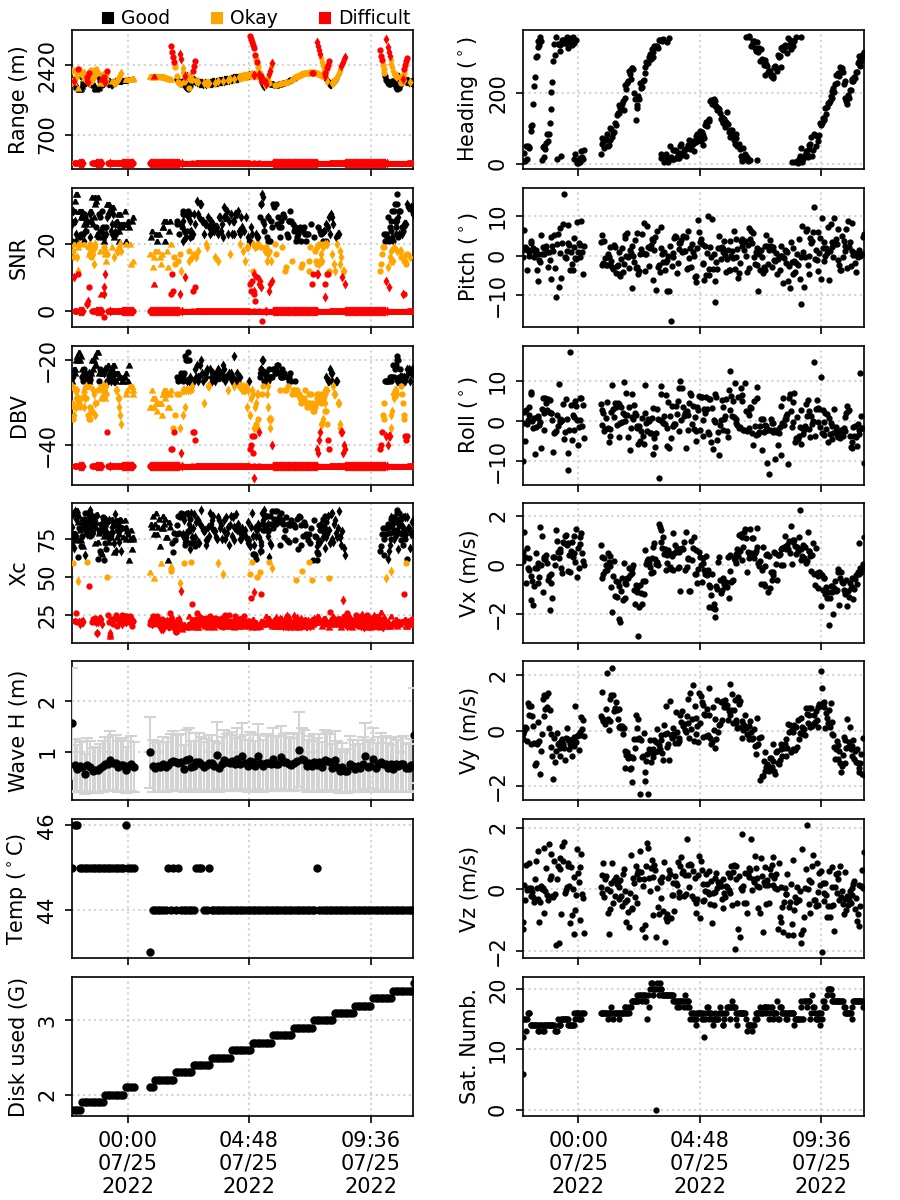 Good Okay Difficult
Range (m)
2420
700
Heading (°)
200
0
SNR
20
0
Pitch (°)
10
0
−10
DBV
−20
−40
Roll (°)
10
0
−10
Xc
75
50
25
Vx (m/s)
2
0
−2
Wave H (m)
2
1
Vy (m/s)
2
0
−2
Temp (°C)
46
44
Vz (m/s)
2
0
−2
Disk used (G)
3
2
Sat. Numb.
20
10
0
00:00 04:48 09:36 00:00 04:48 09:36
07/25 07/25 07/25 07/25 07/25 07/25
2022 2022 2022 2022 2022 2022